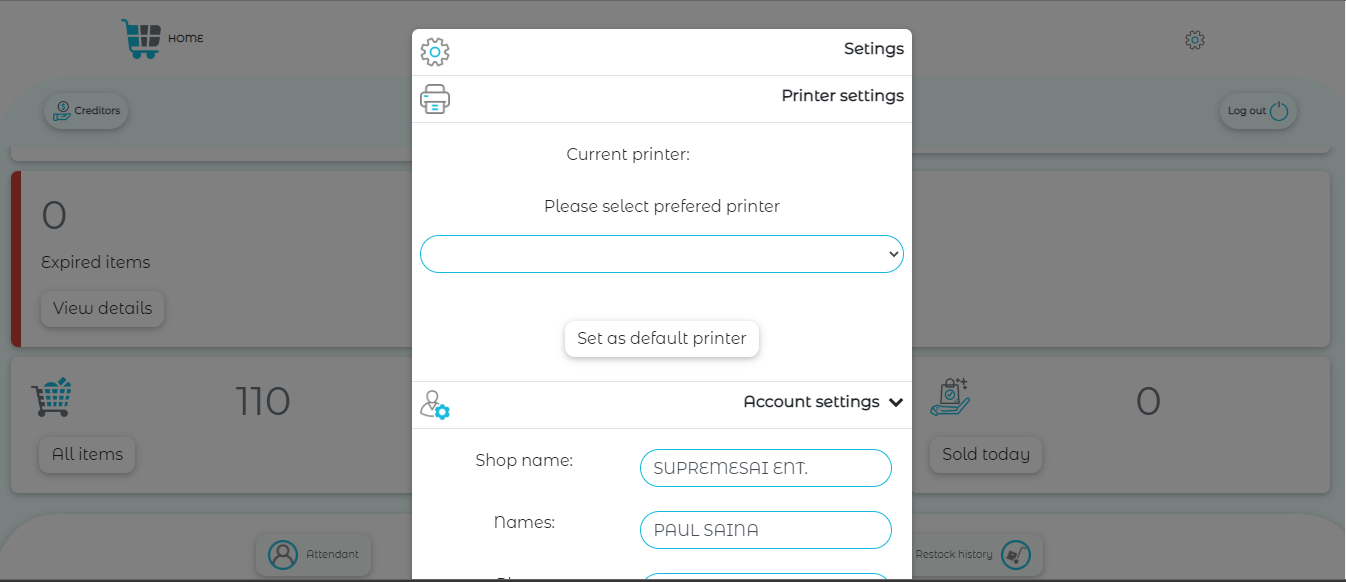 HOME
Setings
Printer settings
Creditors
Log out
Current printer:
Please select prefered printer
0
Expired items
View details
Set as default printer
110
All items
Account settings
0
Sold today
Shop name:
SUPREMESAI ENT.
Names:
PAUL SAINA
Attendant
Restock history